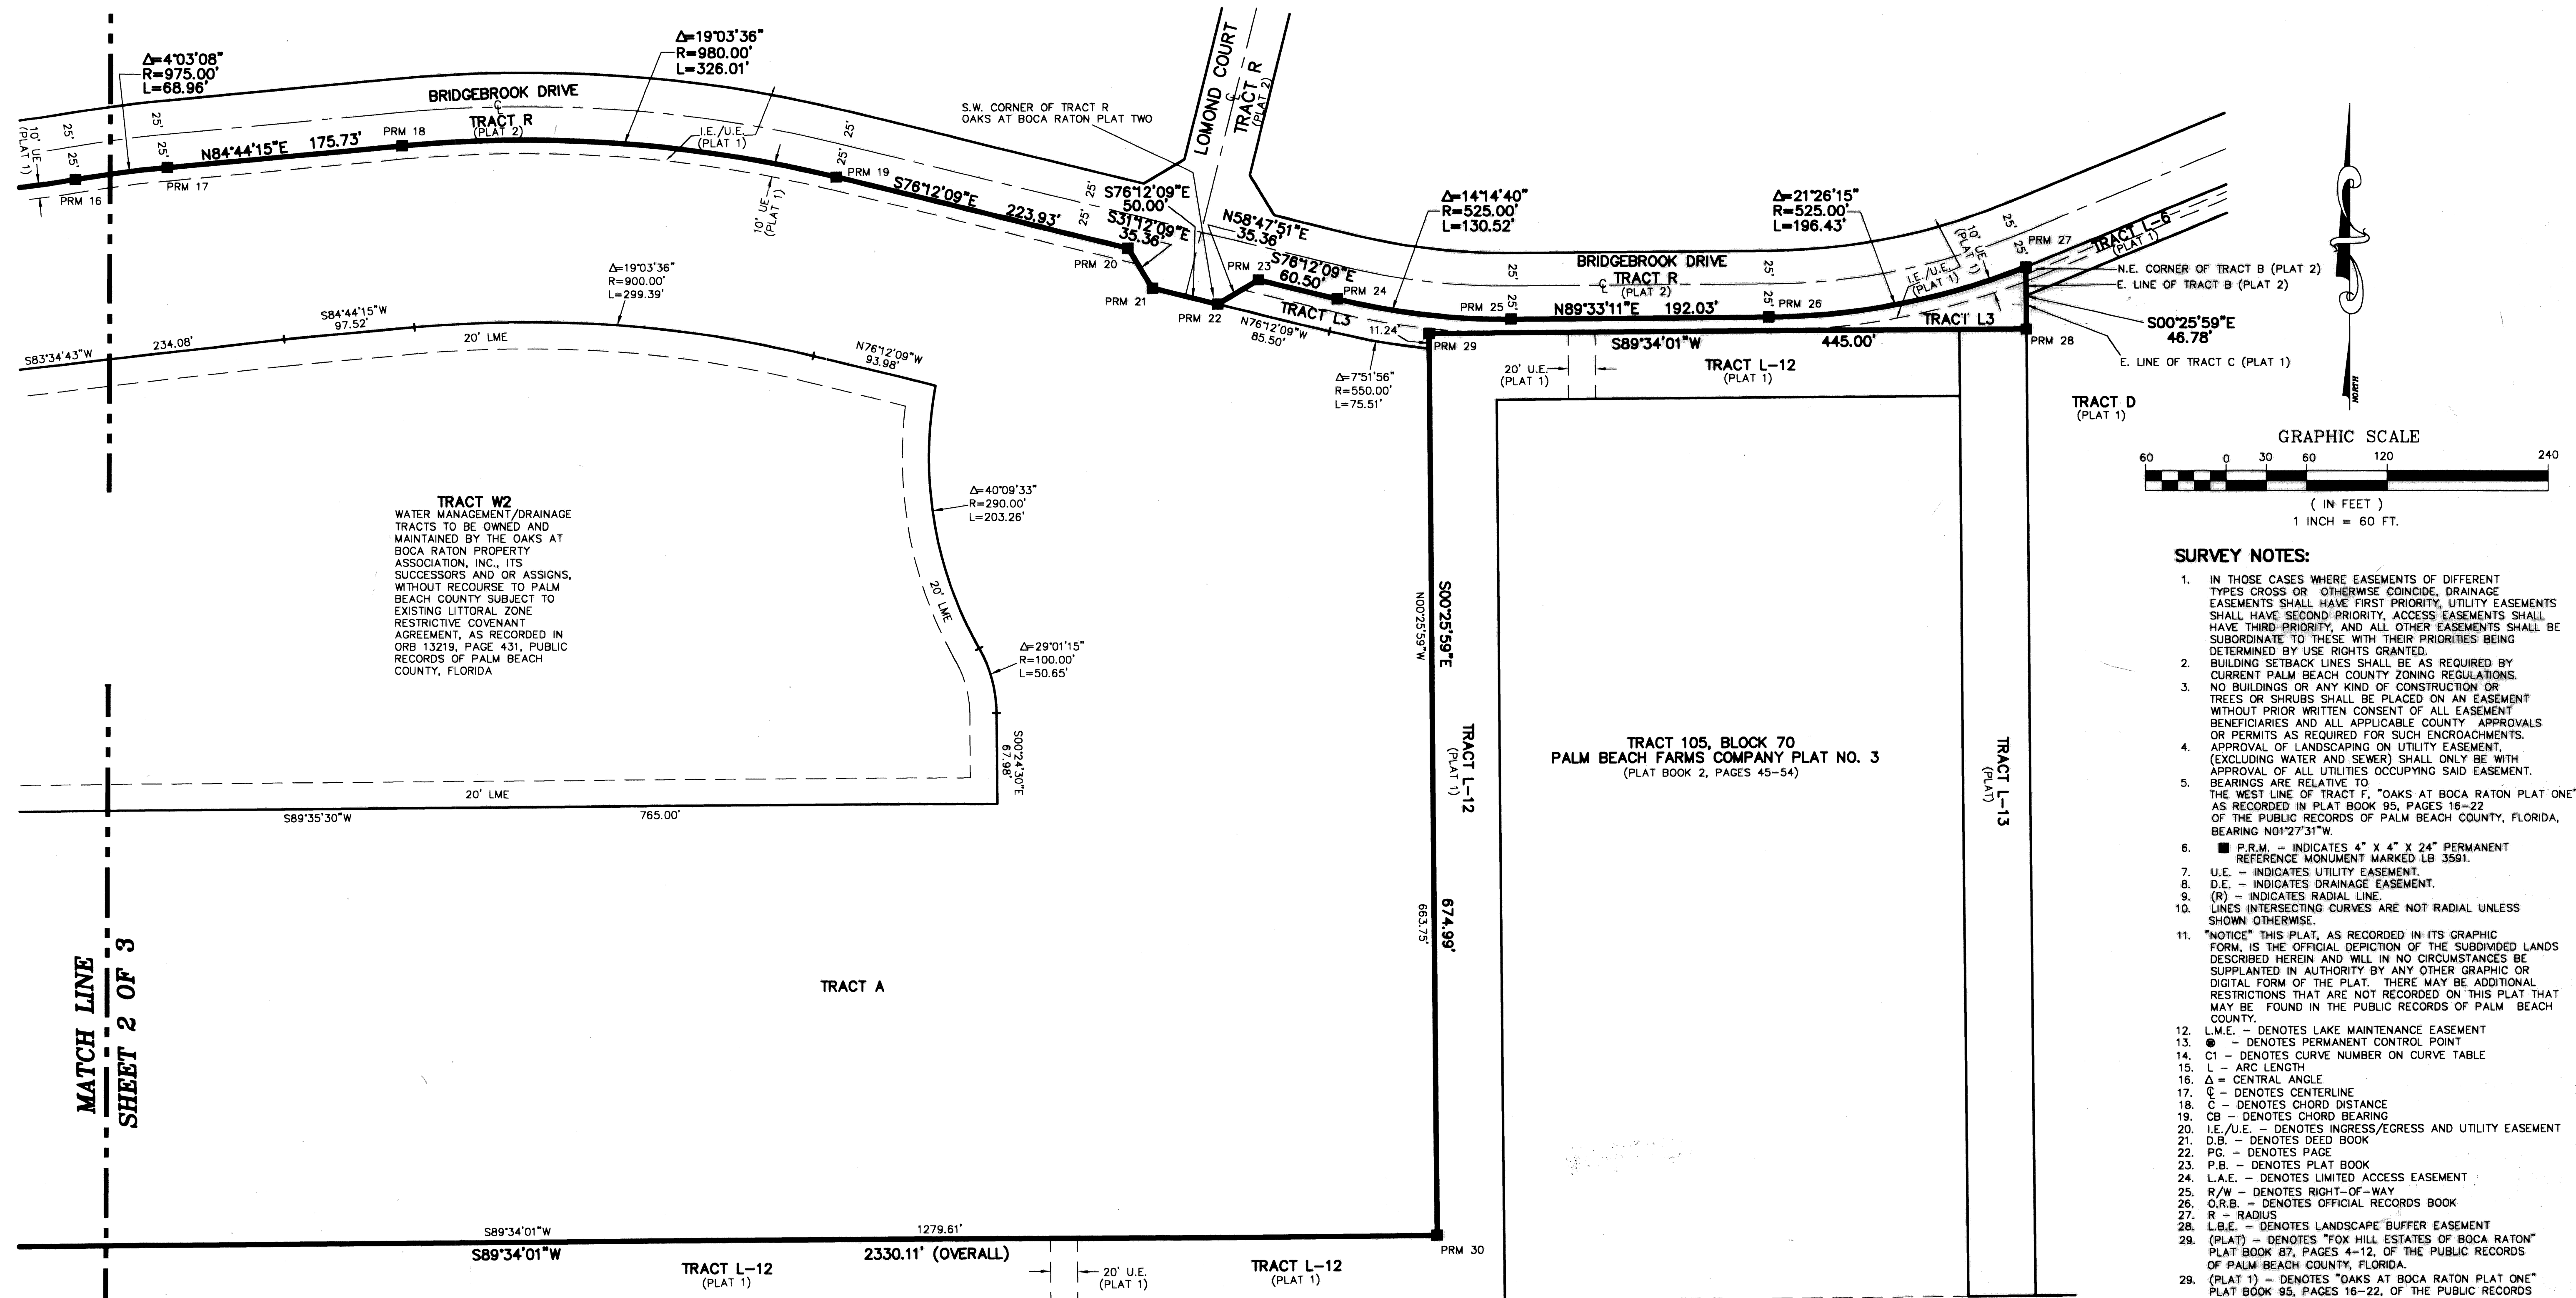 Δ=4°03'08"
R=975.00'
L=68.96'
Δ=19°03'36"
R=980.00'
L=326.01'
BRIDGEBROOK DRIVE
℄
TRACT R
(PLAT 2)
10' UE
(PLAT 1)
25'
25'
25'
25'
N84°44'15"E 175.73'
PRM 16
PRM 17
PRM 18
I.E./U.E.
(PLAT 1)
25'
25'
PRM 19
10' UE
(PLAT 1)
S76°12'09"E 223.93'
S.W. CORNER OF TRACT R
OAKS AT BOCA RATON PLAT TWO
LOMOND COURT
℄
TRACT R
(PLAT 2)
25'
25'
S76°12'09"E
50.00'
S31°12'09"E
35.36'
N58°47'51"E
35.36'
PRM 20
PRM 21
PRM 22
PRM 23
S76°12'09"E
60.50'
PRM 24
TRACT L3
N76°12'09"W
85.50'
11.24'
Δ=14°14'40"
R=525.00'
L=130.52'
Δ=21°26'15"
R=525.00'
L=196.43'
BRIDGEBROOK DRIVE
℄ TRACT R
(PLAT 2)
25'
25'
25'
25'
PRM 25
N89°33'11"E 192.03'
PRM 26
I.E./U.E.
(PLAT 1)
10' UE
(PLAT 1)
25'
25'
PRM 27
TRACT L-6
(PLAT 1)
N.E. CORNER OF TRACT B (PLAT 2)
E. LINE OF TRACT B (PLAT 2)
S00°25'59"E
46.78'
E. LINE OF TRACT C (PLAT 1)
TRACT L3
PRM 28
PRM 29
S89°34'01"W 445.00'
Δ=7°51'56"
R=550.00'
L=75.51'
20' U.E.
(PLAT 1)
TRACT L-12
(PLAT 1)
TRACT D
(PLAT 1)
NORTH
GRAPHIC SCALE
60 0 30 60 120 240
( IN FEET )
1 INCH = 60 FT.
S83°34'43"W
234.08'
S84°44'15"W
97.52'
20' LME
Δ=19°03'36"
R=900.00'
L=299.39'
N76°12'09"W
93.98'
Δ=40°09'33"
R=290.00'
L=203.26'
20' LME
Δ=29°01'15"
R=100.00'
L=50.65'
S00°24'30"E
67.98'
TRACT W2
WATER MANAGEMENT/DRAINAGE
TRACTS TO BE OWNED AND
MAINTAINED BY THE OAKS AT
BOCA RATON PROPERTY
ASSOCIATION, INC., ITS
SUCCESSORS AND OR ASSIGNS,
WITHOUT RECOURSE TO PALM
BEACH COUNTY SUBJECT TO
EXISTING LITTORAL ZONE
RESTRICTIVE COVENANT
AGREEMENT, AS RECORDED IN
ORB 13219, PAGE 431, PUBLIC
RECORDS OF PALM BEACH
COUNTY, FLORIDA
20' LME
S89°35'30"W
765.00'
S00°25'59"E
N00°25'59"W
674.99'
663.75'
TRACT L-12
(PLAT 1)
TRACT 105, BLOCK 70
PALM BEACH FARMS COMPANY PLAT NO. 3
(PLAT BOOK 2, PAGES 45-54)
TRACT L-13
(PLAT)
TRACT A
MATCH LINE
SHEET 2 OF 3
S89°34'01"W
1279.61'
S89°34'01"W
2330.11' (OVERALL)
PRM 30
TRACT L-12
(PLAT 1)
20' U.E.
(PLAT 1)
TRACT L-12
(PLAT 1)
SURVEY NOTES:
1. IN THOSE CASES WHERE EASEMENTS OF DIFFERENT
TYPES CROSS OR OTHERWISE COINCIDE, DRAINAGE
EASEMENTS SHALL HAVE FIRST PRIORITY, UTILITY EASEMENTS
SHALL HAVE SECOND PRIORITY, ACCESS EASEMENTS SHALL
HAVE THIRD PRIORITY, AND ALL OTHER EASEMENTS SHALL BE
SUBORDINATE TO THESE WITH THEIR PRIORITIES BEING
DETERMINED BY USE RIGHTS GRANTED.
2. BUILDING SETBACK LINES SHALL BE AS REQUIRED BY
CURRENT PALM BEACH COUNTY ZONING REGULATIONS.
3. NO BUILDINGS OR ANY KIND OF CONSTRUCTION OR
TREES OR SHRUBS SHALL BE PLACED ON AN EASEMENT
WITHOUT PRIOR WRITTEN CONSENT OF ALL EASEMENT
BENEFICIARIES AND ALL APPLICABLE COUNTY APPROVALS
OR PERMITS AS REQUIRED FOR SUCH ENCROACHMENTS.
4. APPROVAL OF LANDSCAPING ON UTILITY EASEMENT,
(EXCLUDING WATER AND SEWER) SHALL ONLY BE WITH
APPROVAL OF ALL UTILITIES OCCUPYING SAID EASEMENT.
5. BEARINGS ARE RELATIVE TO
THE WEST LINE OF TRACT F, "OAKS AT BOCA RATON PLAT ONE"
AS RECORDED IN PLAT BOOK 95, PAGES 16-22
OF THE PUBLIC RECORDS OF PALM BEACH COUNTY, FLORIDA,
BEARING N01°27'31"W.
6. ■ P.R.M. - INDICATES 4" X 4" X 24" PERMANENT
REFERENCE MONUMENT MARKED LB 3591.
7. U.E. - INDICATES UTILITY EASEMENT.
8. D.E. - INDICATES DRAINAGE EASEMENT.
9. (R) - INDICATES RADIAL LINE.
10. LINES INTERSECTING CURVES ARE NOT RADIAL UNLESS
SHOWN OTHERWISE.
11. "NOTICE" THIS PLAT, AS RECORDED IN ITS GRAPHIC
FORM, IS THE OFFICIAL DEPICTION OF THE SUBDIVIDED LANDS
DESCRIBED HEREIN AND WILL IN NO CIRCUMSTANCES BE
SUPPLANTED IN AUTHORITY BY ANY OTHER GRAPHIC OR
DIGITAL FORM OF THE PLAT. THERE MAY BE ADDITIONAL
RESTRICTIONS THAT ARE NOT RECORDED ON THIS PLAT THAT
MAY BE FOUND IN THE PUBLIC RECORDS OF PALM BEACH
COUNTY.
12. L.M.E. - DENOTES LAKE MAINTENANCE EASEMENT
13. ● - DENOTES PERMANENT CONTROL POINT
14. C1 - DENOTES CURVE NUMBER ON CURVE TABLE
15. L - ARC LENGTH
16. Δ = CENTRAL ANGLE
17. ℄ - DENOTES CENTERLINE
18. C - DENOTES CHORD DISTANCE
19. CB - DENOTES CHORD BEARING
20. I.E./U.E. - DENOTES INGRESS/EGRESS AND UTILITY EASEMENT
21. D.B. - DENOTES DEED BOOK
22. PG. - DENOTES PAGE
23. P.B. - DENOTES PLAT BOOK
24. L.A.E. - DENOTES LIMITED ACCESS EASEMENT
25. R/W - DENOTES RIGHT-OF-WAY
26. O.R.B. - DENOTES OFFICIAL RECORDS BOOK
27. R - RADIUS
28. L.B.E. - DENOTES LANDSCAPE BUFFER EASEMENT
29. (PLAT) - DENOTES "FOX HILL ESTATES OF BOCA RATON"
PLAT BOOK 87, PAGES 4-12, OF THE PUBLIC RECORDS
OF PALM BEACH COUNTY, FLORIDA.
29. (PLAT 1) - DENOTES "OAKS AT BOCA RATON PLAT ONE"
PLAT BOOK 95, PAGES 16-22, OF THE PUBLIC RECORDS